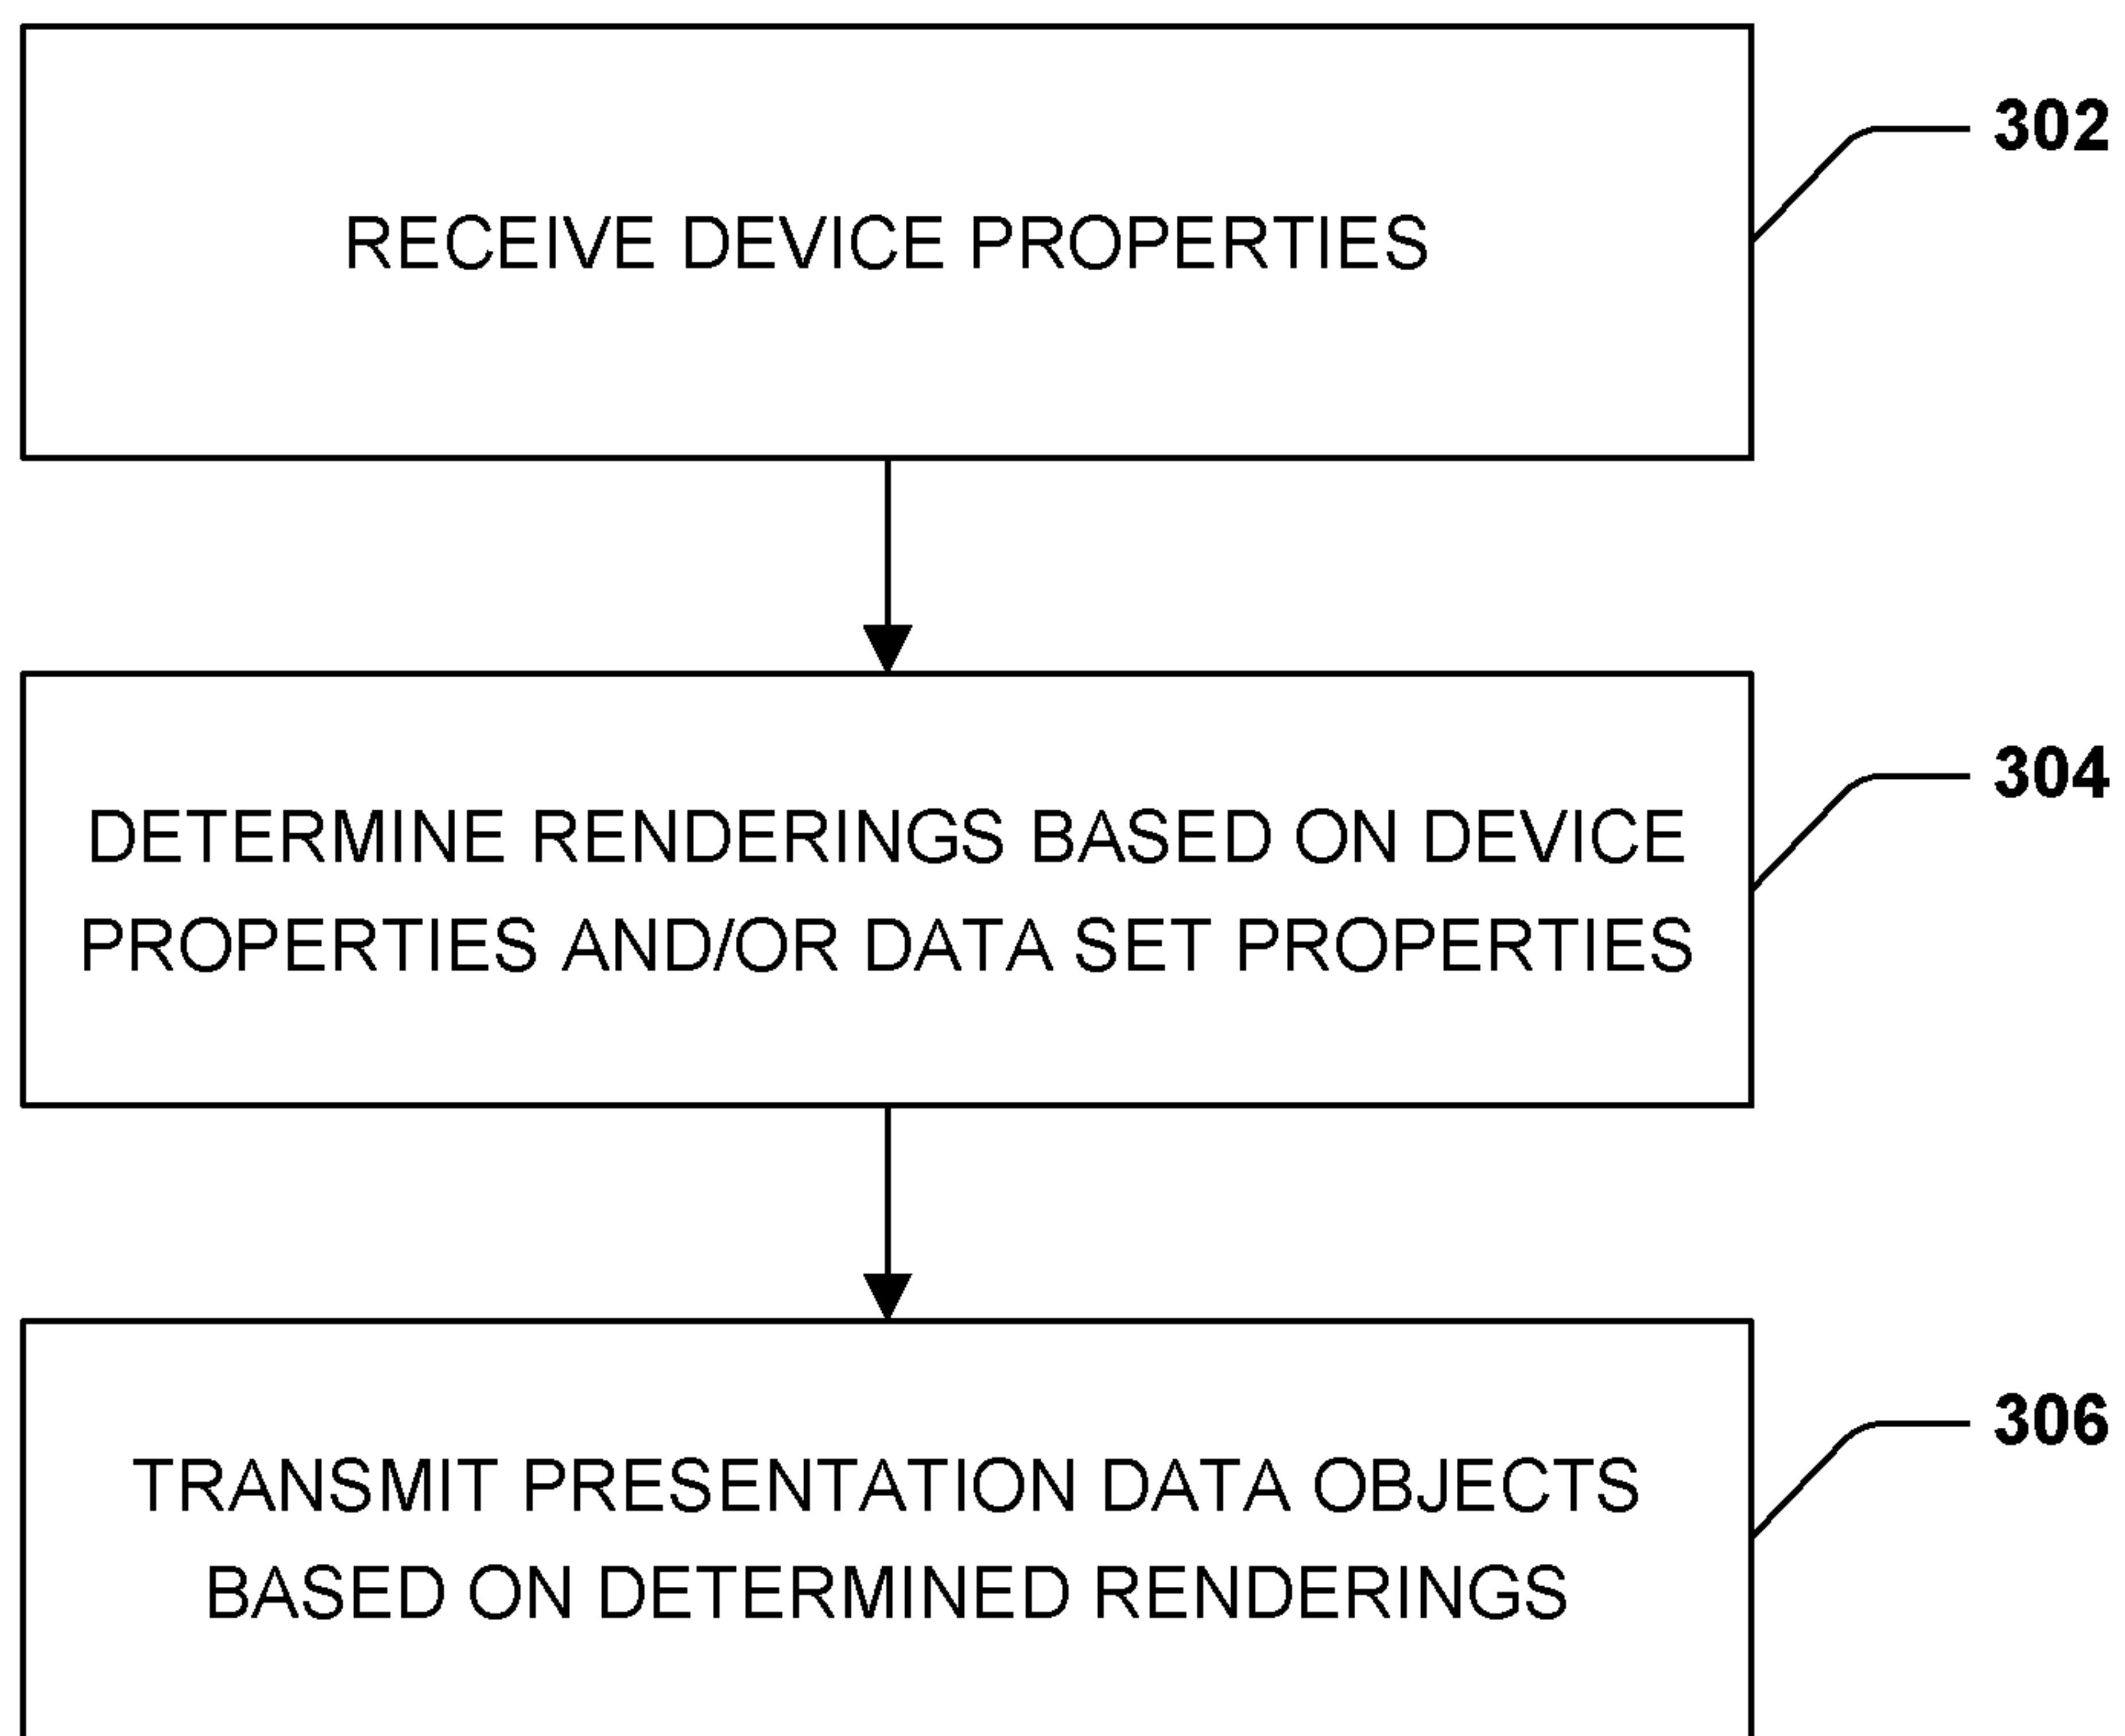 302
RECEIVE DEVICE PROPERTIES
304
DETERMINE RENDERINGS BASED ON DEVICE
PROPERTIES AND/OR DATA SET PROPERTIES
306
TRANSMIT PRESENTATION DATA OBJECTS
BASED ON DETERMINED RENDERINGS